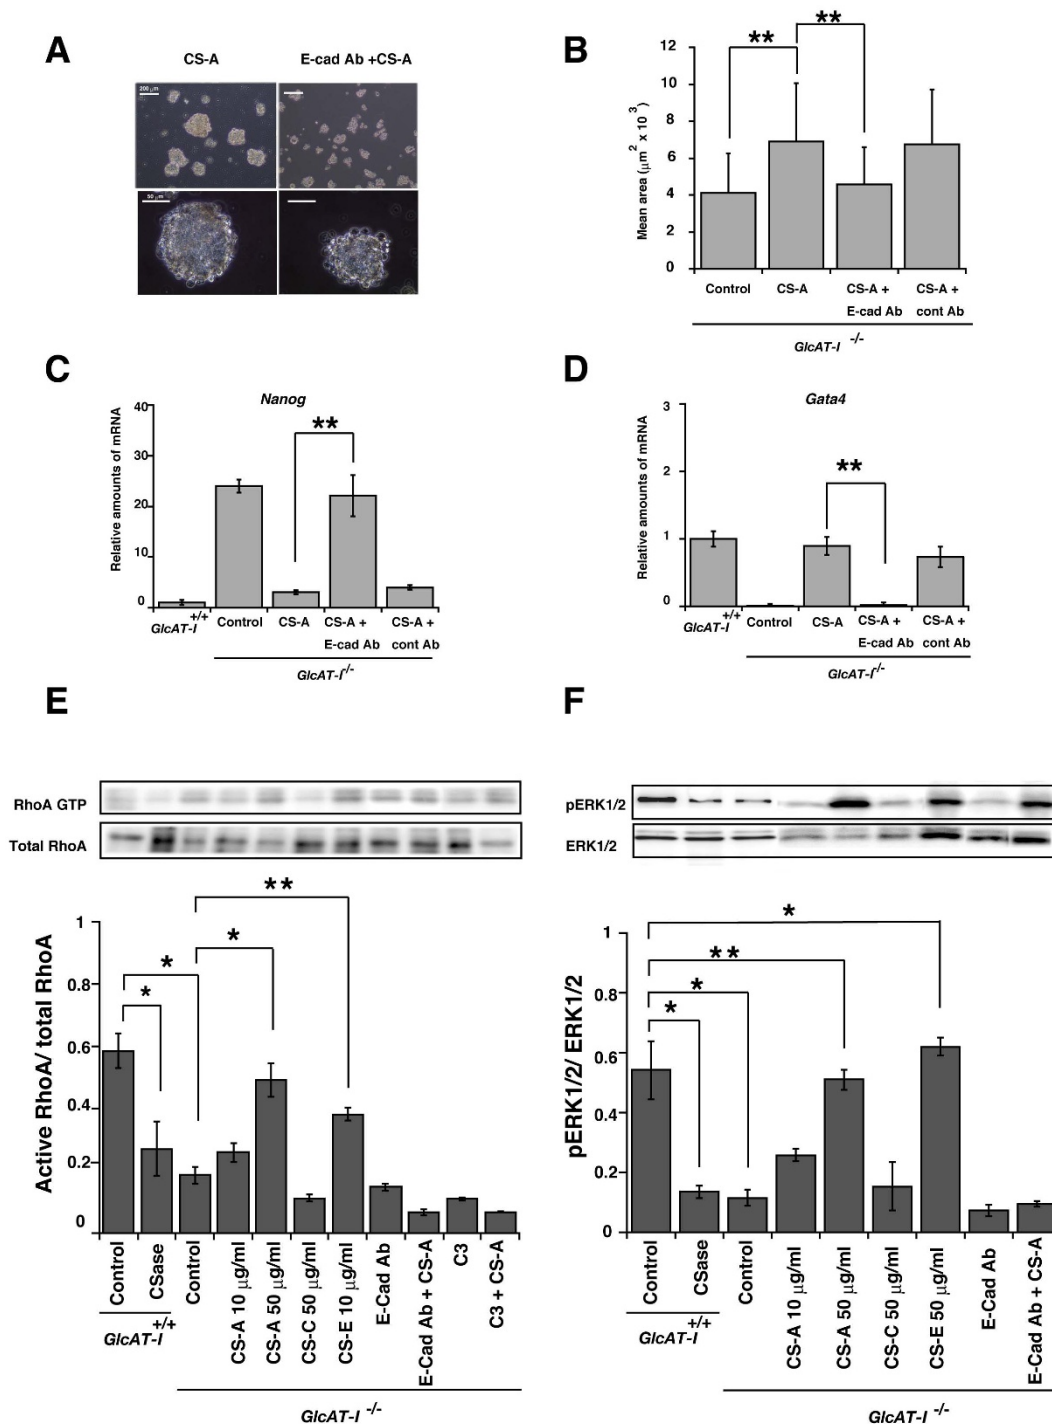 A
CS-A
E-cad Ab +CS-A
200 μm
50 μm
B
**
**
12
10
8
6
4
2
0
Mean area (μm² x 10³)
Control
CS-A
CS-A +
E-cad Ab
CS-A +
cont Ab
GlcAT-I -/-
C
Nanog
**
40
30
20
10
0
Relative amounts of mRNA
GlcAT-I +/+
Control
CS-A
CS-A +
E-cad Ab
CS-A +
cont Ab
GlcAT-I -/-
D
Gata4
**
3
2
1
0
Relative amounts of mRNA
GlcAT-I +/+
Control
CS-A
CS-A +
E-cad Ab
CS-A +
cont Ab
GlcAT-I -/-
E
RhoA GTP
Total RhoA
**
*
*
*
1
0.8
0.6
0.4
0.2
0
Active RhoA/ total RhoA
Control
CSase
Control
CS-A 10 μg/ml
CS-A 50 μg/ml
CS-C 50 μg/ml
CS-E 10 μg/ml
E-Cad Ab
E-Cad Ab + CS-A
C3
C3 + CS-A
GlcAT-I +/+
GlcAT-I -/-
F
pERK1/2
ERK1/2
*
**
*
*
1
0.8
0.6
0.4
0.2
0
pERK1/2/ ERK1/2
Control
CSase
Control
CS-A 10 μg/ml
CS-A 50 μg/ml
CS-C 50 μg/ml
CS-E 50 μg/ml
E-Cad Ab
E-Cad Ab + CS-A
GlcAT-I +/+
GlcAT-I -/-